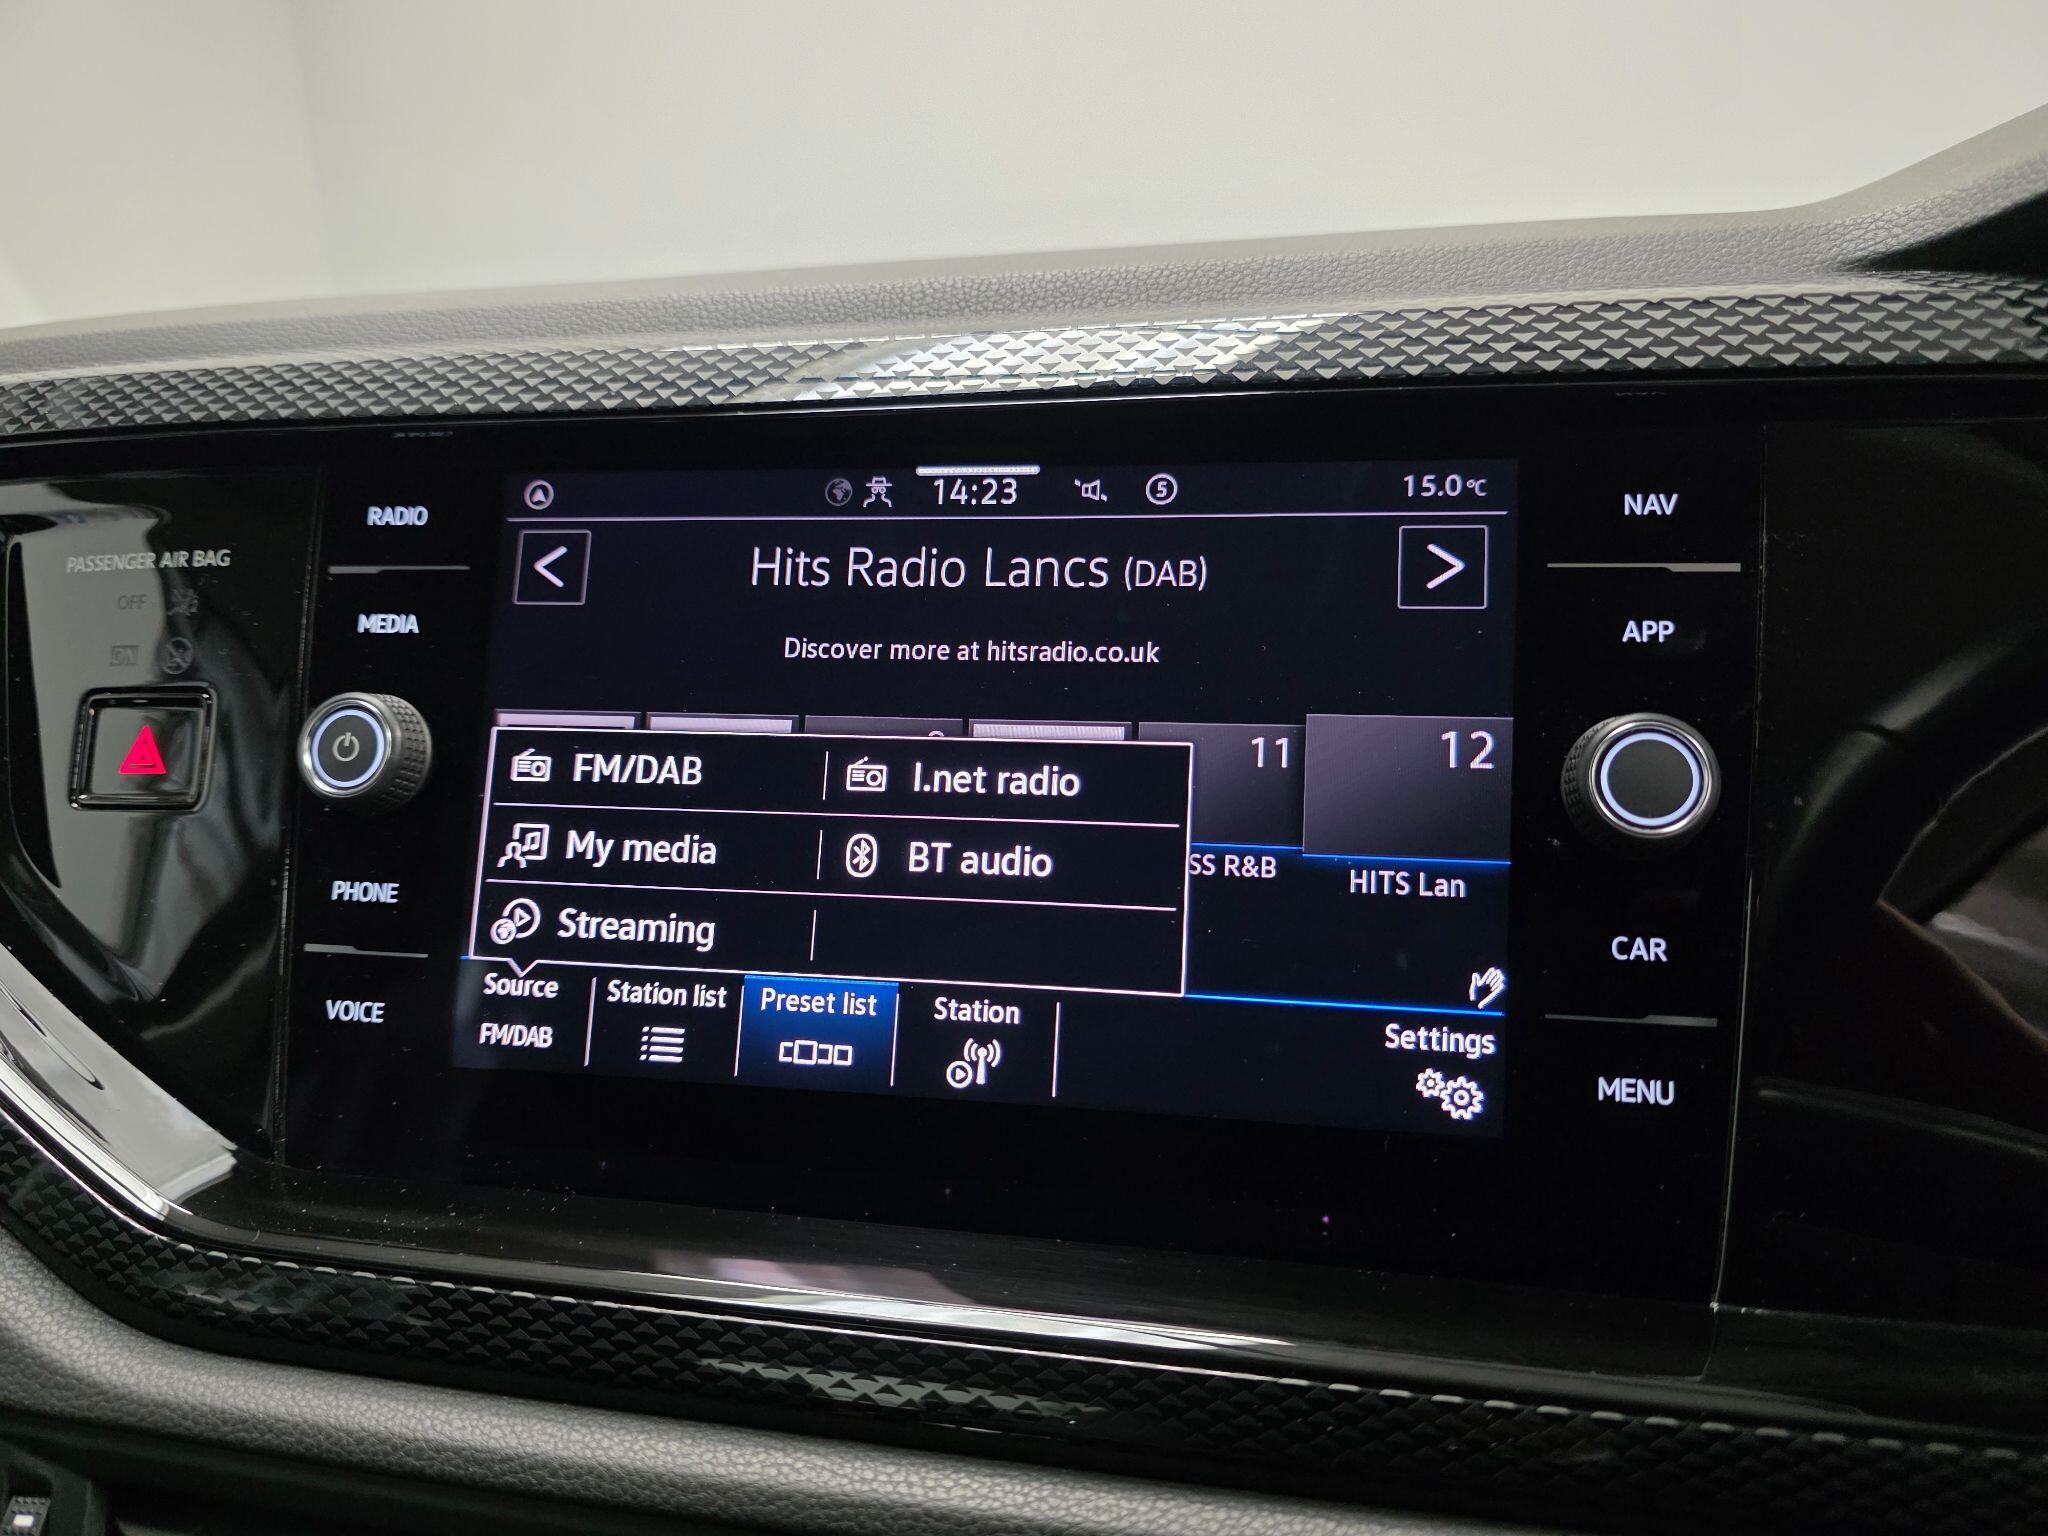 PASSENGER AIR BAG
OFF
ON
RADIO
MEDIA
PHONE
VOICE
14:23
5
15.0°C
Hits Radio Lancs (DAB)
Discover more at hitsradio.co.uk
11
12
FM/DAB
I.net radio
My media
BT audio
Streaming
SS R&B
HITS Lan
Source
FM/DAB
Station list
Preset list
Station
Settings
NAV
APP
CAR
MENU